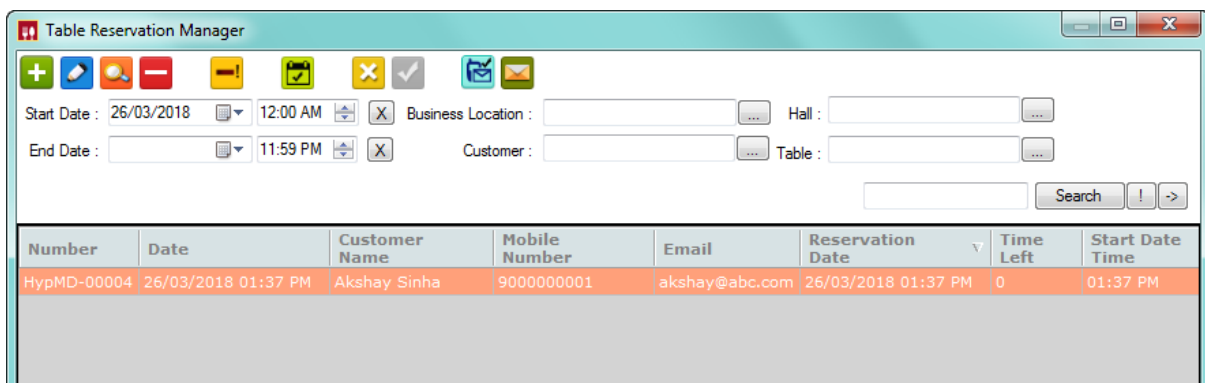 Table Reservation Manager
Start Date : 26/03/2018 12:00 AM X Business Location : ... Hall : ...
End Date : 11:59 PM X Customer : ... Table : ...
Search ! ->
Number Date Customer Name Mobile Number Email Reservation Date Time Left Start Date Time
HypMD-00004 26/03/2018 01:37 PM Akshay Sinha 9000000001 akshay@abc.com 26/03/2018 01:37 PM 0 01:37 PM